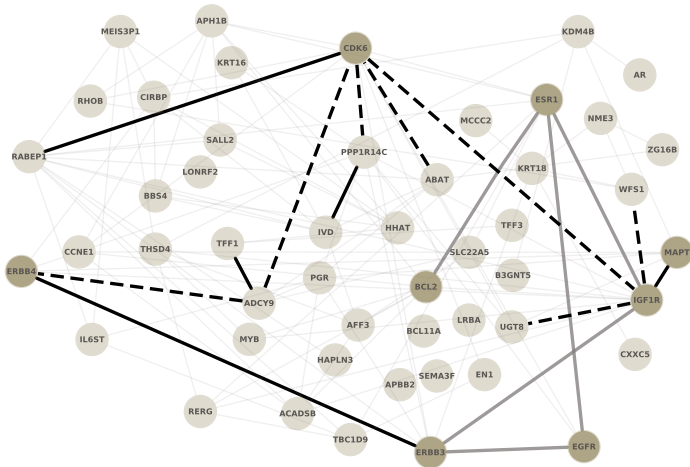 APH1B
MEIS3P1
KDM4B
CDK6
KRT16
AR
RHOB
CIRBP
ESR1
NME3
MCCC2
SALL2
ZG16B
PPP1R14C
RABEP1
LONRF2
KRT18
ABAT
WFS1
BBS4
TFF3
HHAT
IVD
TFF1
THSD4
CCNE1
SLC22A5
MAPT
ERBB4
PGR
B3GNT5
BCL2
ADCY9
IGF1R
LRBA
AFF3
UGT8
BCL11A
IL6ST
MYB
CXXC5
HAPLN3
EN1
SEMA3F
APBB2
RERG
ACADSB
TBC1D9
EGFR
ERBB3